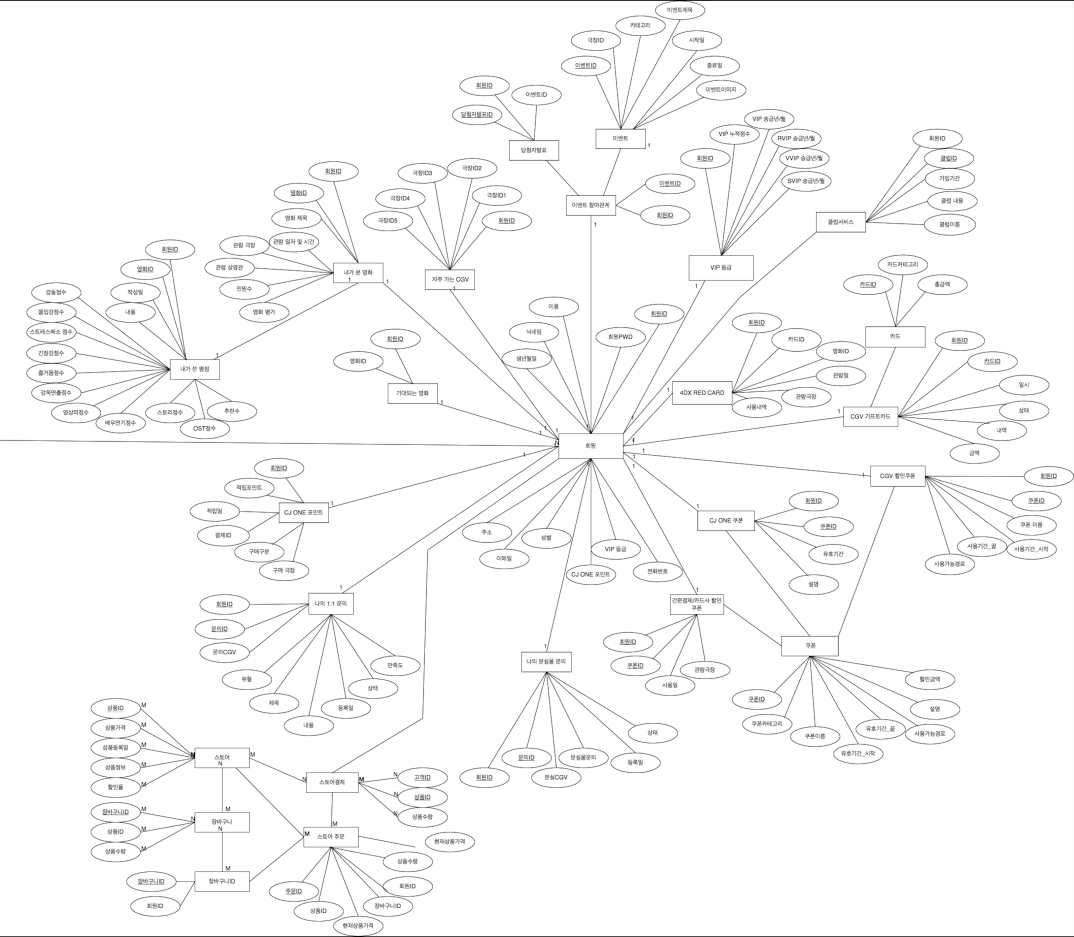 이벤트제목
카테고리
극장ID
시작일
이벤트ID
종료일
이벤트이미지
이벤트
1
회원ID
이벤트ID
당첨자발표ID
당첨자발표
이벤트 참여관계
1
이벤트ID
회원ID
VIP 승급년/월
VIP 누적점수
RVIP 승급년/월
회원ID
VVIP 승급년/월
SVIP 승급년/월
VIP 등급
1
회원ID
클럽ID
가입기간
클럽 내용
클럽이름
클럽서비스
회원ID
영화ID
영화 제목
관람 일자 및 시간
관람 극장
관람 상영관
인원수
영화 평가
내가 본 영화
1
1
극장ID3
극장ID2
극장ID4
극장ID1
극장ID5
회원ID
자주 가는 CGV
1
회원ID
영화ID
작성일
내용
감동점수
몰입감점수
스트레스해소 점수
긴장감점수
즐거움점수
감독연출점수
영상미점수
배우연기점수
스토리점수
OST점수
추천수
내가 쓴 평점
1
회원ID
영화ID
기대되는 영화
1
이름
닉네임
생년월일
회원PWD
회원ID
카드카테고리
카드ID
총금액
카드
회원ID
카드ID
영화ID
관람일
관람극장
사용내역
4DX RED CARD
1
회원ID
카드ID
일시
상태
내역
금액
CGV 기프트카드
1
회원
1
1
1
1
1
1
1
1
CGV 할인쿠폰
1
회원ID
쿠폰ID
쿠폰 이름
사용기간_시작
사용기간_끝
사용가능경로
회원ID
적립포인트
적립일
결제ID
구매구분
구매 극장
CJ ONE 포인트
1
주소
이메일
성별
CJ ONE 포인트
VIP 등급
전화번호
CJ ONE 쿠폰
1
회원ID
쿠폰ID
유효기간
설명
나의 1:1 문의
1
회원ID
문의ID
문의CGV
유형
제목
내용
등록일
상태
만족도
간편결제/카드사 할인
쿠폰
1
회원ID
쿠폰ID
사용일
관람극장
나의 분실물 문의
1
회원ID
문의ID
분실CGV
분실물문의
등록일
상태
쿠폰
쿠폰ID
쿠폰카테고리
쿠폰이름
유호기간_시작
유호기간_끝
사용가능경로
설명
할인금액
상품ID
M
상품가격
M
상품등록일
M
상품정보
M
할인율
M
스토어
M
N
M
장바구니ID
M
상품ID
M
상품수량
M
장바구니
N
M
N
M
장바구니ID
장바구니ID
회원ID
스토어결제
N
M
고객ID
N
상품ID
N
상품수량
N
스토어 주문
M
M
현재상품가격
상품수량
회원ID
장바구니ID
현재상품가격
상품ID
주문ID